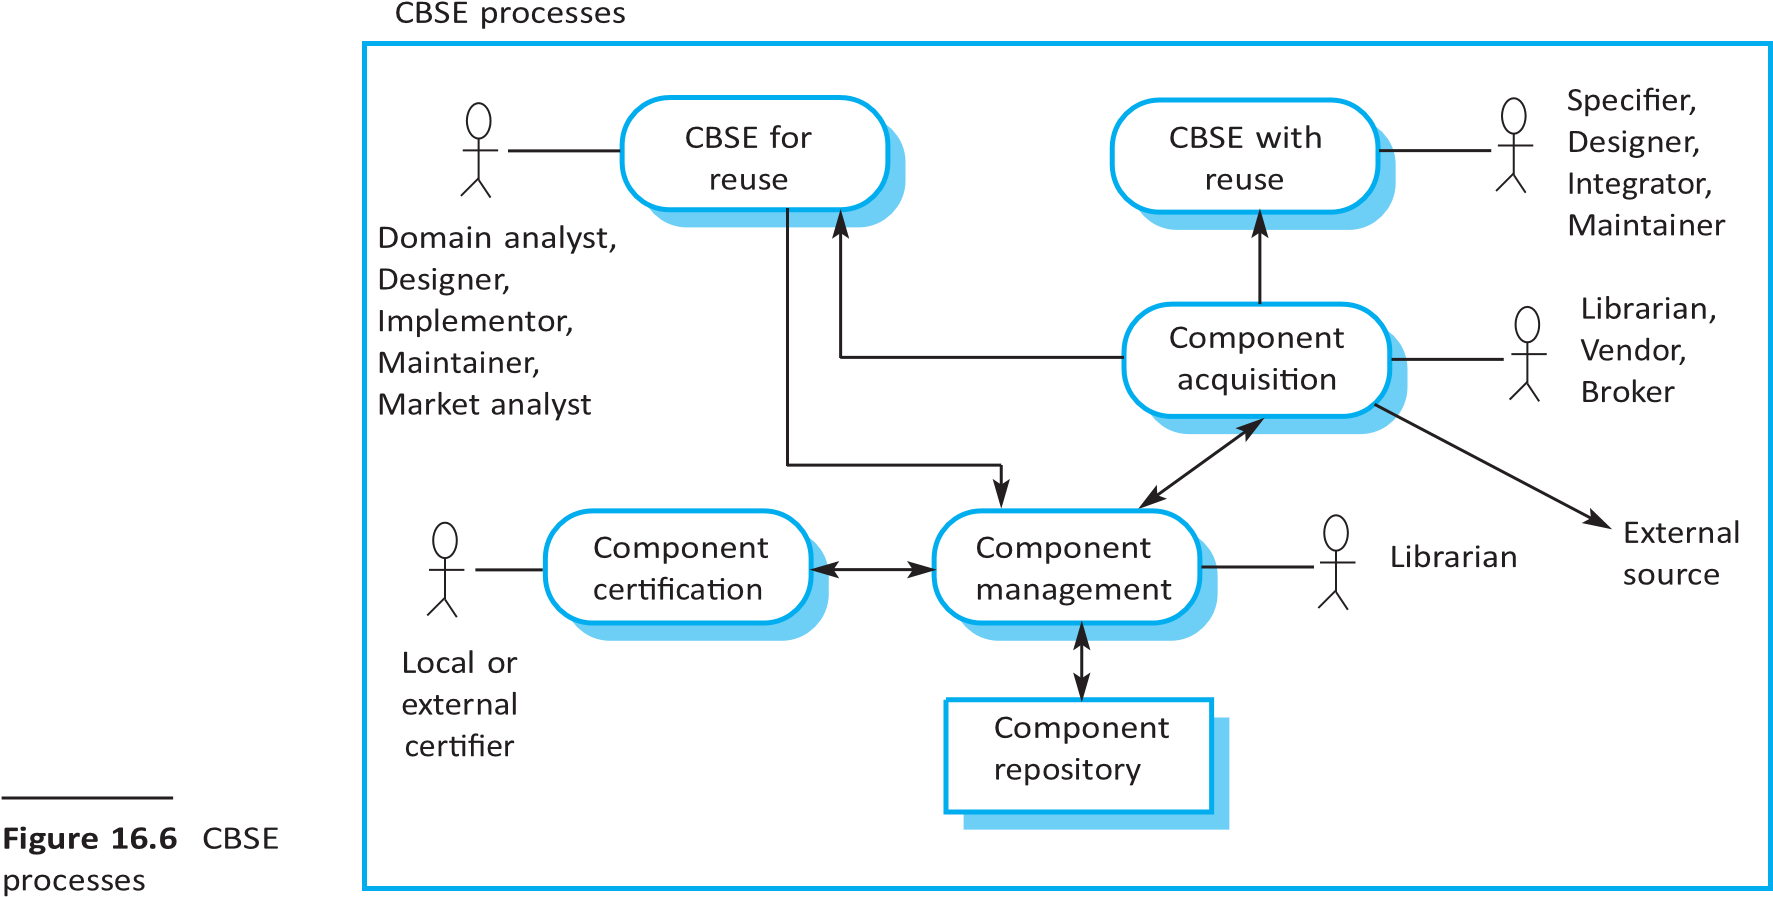 CBSE processes
CBSE for
reuse
CBSE with
reuse
Specifier,
Designer,
Integrator,
Maintainer
Domain analyst,
Designer,
Implementor,
Maintainer,
Market analyst
Component
acquisition
Librarian,
Vendor,
Broker
Component
certification
Component
management
Librarian
External
source
Local or
external
certifier
Component
repository
Figure 16.6 CBSE
processes